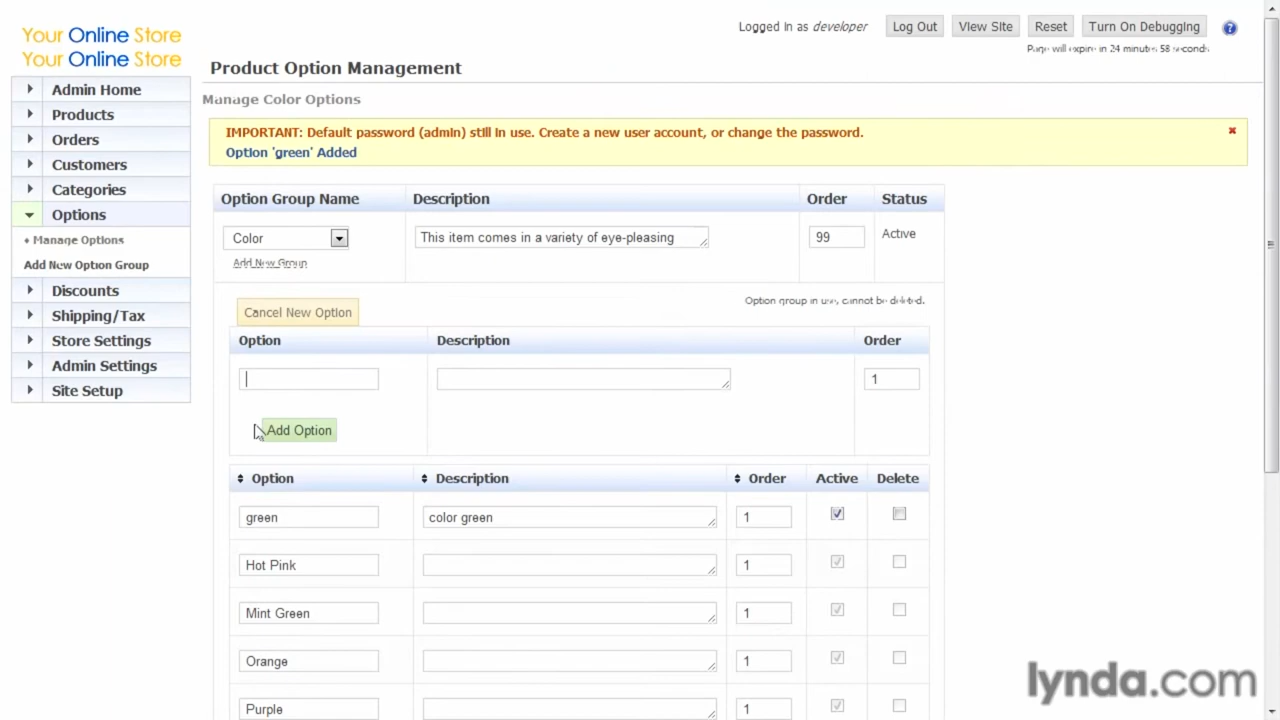 Your Online Store
Your Online Store
Logged in as developer
Log Out
View Site
Reset
Turn On Debugging
?
Page will expire in 24 minutes 58 seconds
Product Option Management
Manage Color Options
IMPORTANT: Default password (admin) still in use. Create a new user account, or change the password.
Option 'green' Added
Admin Home
Products
Orders
Customers
Categories
Options
+ Manage Options
Add New Option Group
Discounts
Shipping/Tax
Store Settings
Admin Settings
Site Setup
Option Group Name Description Order Status
Color This item comes in a variety of eye-pleasing 99 Active
Add New Group
Option group in use, cannot be deleted.
Cancel New Option
Option Description Order
1
Add Option
Option Description Order Active Delete
green color green 1
Hot Pink 1
Mint Green 1
Orange 1
Purple 1
lynda.com